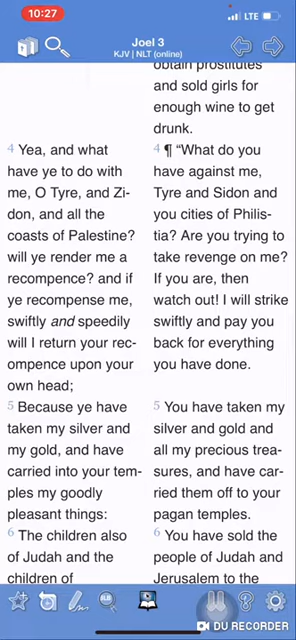 10:27
LTE
Joel 3
KJV | NLT (online)
obtain prostitutes
and sold girls for
enough wine to get
drunk.
4 Yea, and what
have ye to do with
me, O Tyre, and Zi-
don, and all the
coasts of Palestine?
will ye render me a
recompence? and if
ye recompense me,
swiftly and speedily
will I return your rec-
ompence upon your
own head;
5 Because ye have
taken my silver and
my gold, and have
carried into your tem-
ples my goodly
pleasant things:
6 The children also
of Judah and the
children of
4 ¶ “What do you
have against me,
Tyre and Sidon and
you cities of Philis-
tia? Are you trying to
take revenge on me?
If you are, then
watch out! I will strike
swiftly and pay you
back for everything
you have done.
5 You have taken my
silver and gold and
all my precious trea-
sures, and have car-
ried them off to your
pagan temples.
6 You have sold the
people of Judah and
Jerusalem to the
DU RECORDER